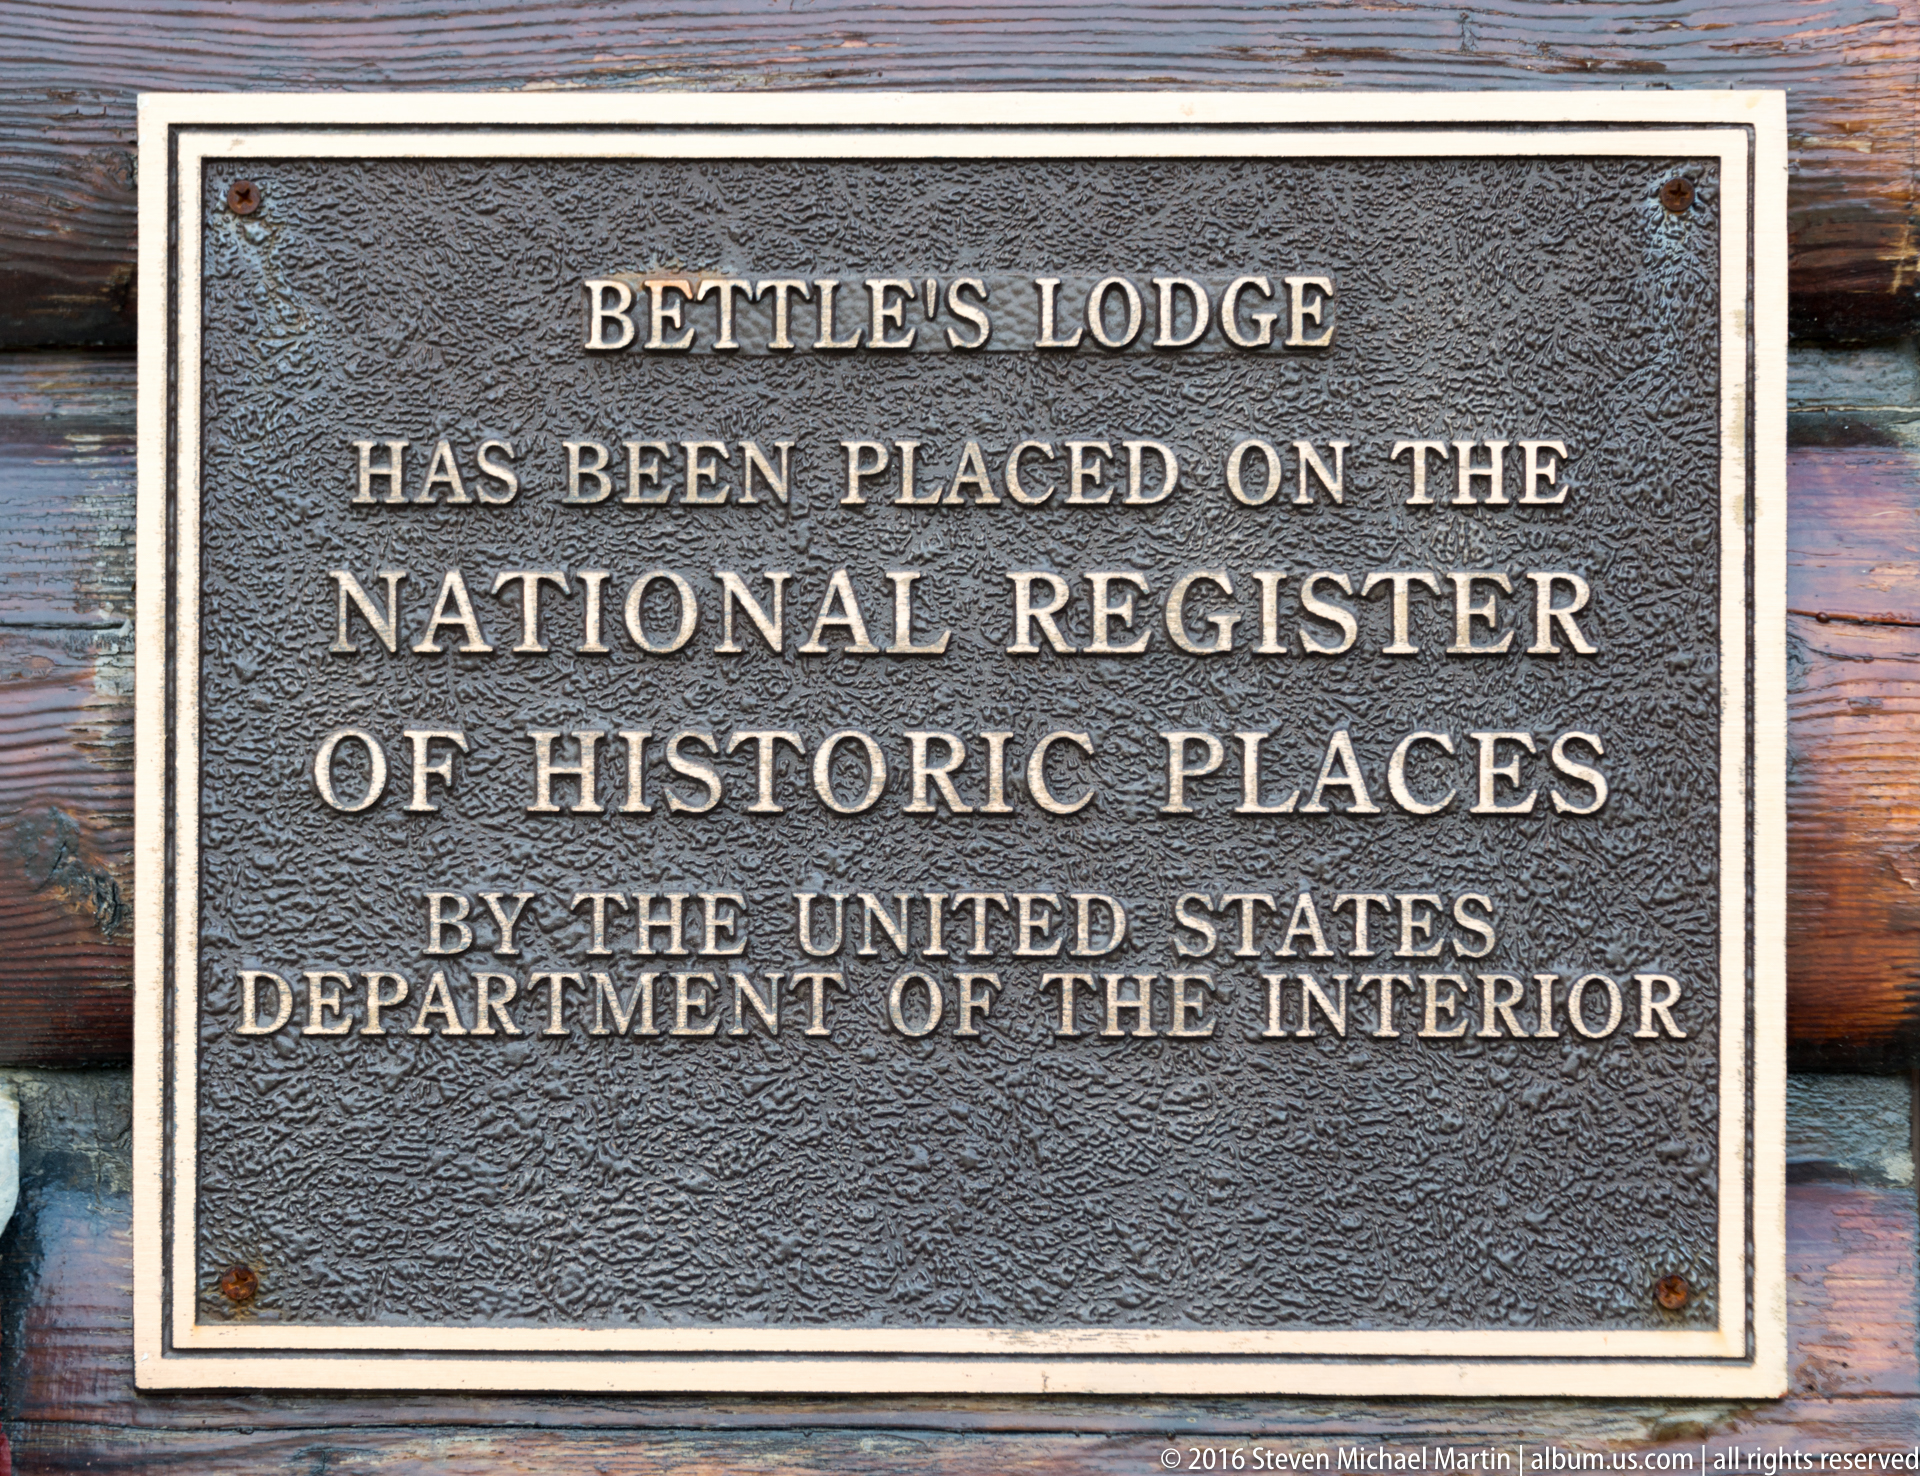 BETTLE'S LODGE
HAS BEEN PLACED ON THE
NATIONAL REGISTER
OF HISTORIC PLACES
BY THE UNITED STATES
DEPARTMENT OF THE INTERIOR
© 2016 Steven Michael Martin | album.us.com | all rights reserved